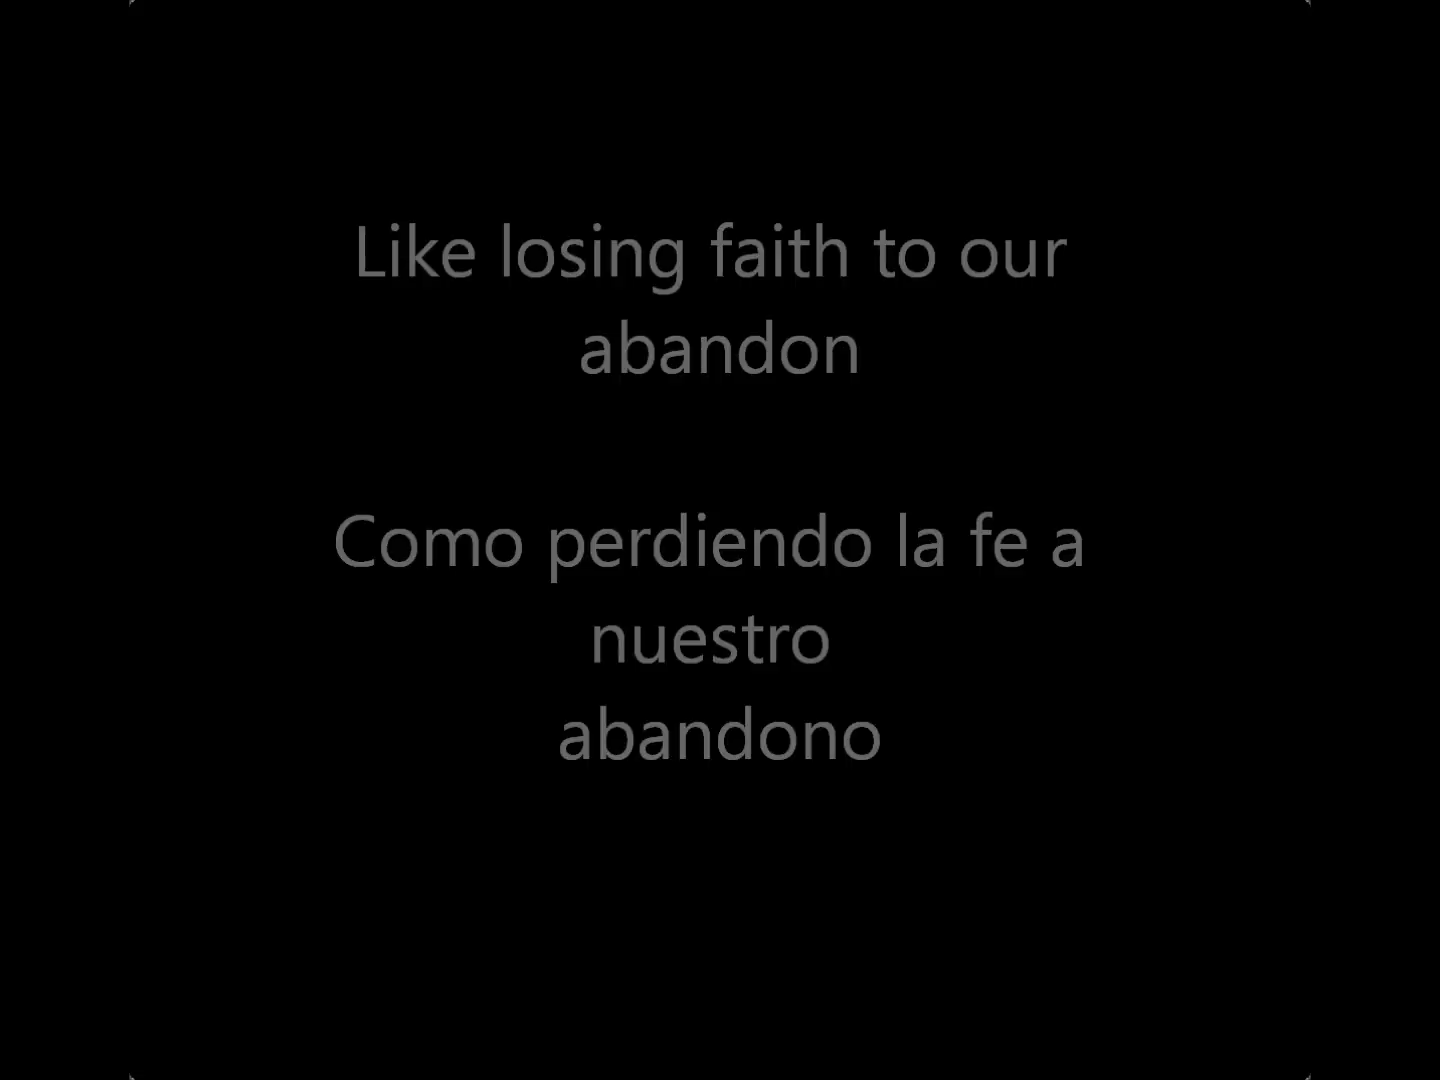 Like losing faith to our
abandon
Como perdiendo la fe a
nuestro
abandono